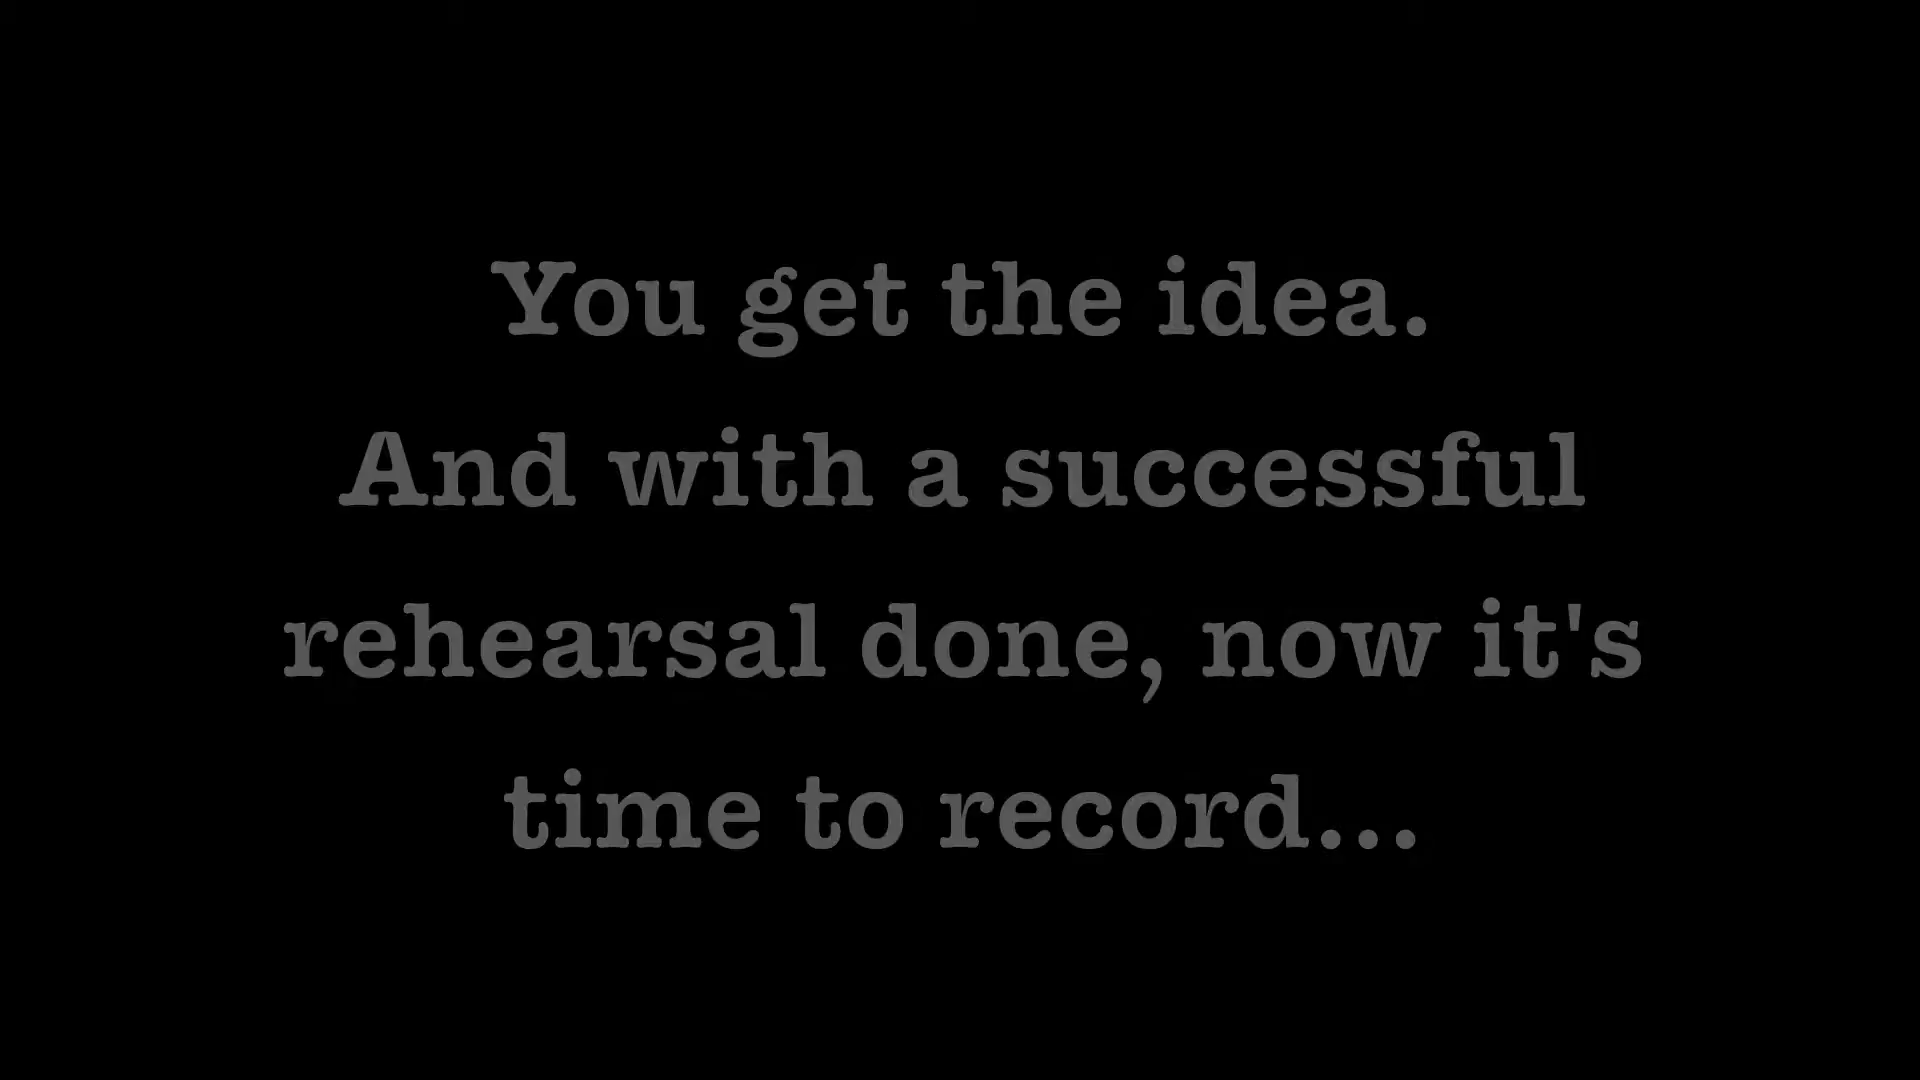 You get the idea.
And with a successful
rehearsal done, now it's
time to record...